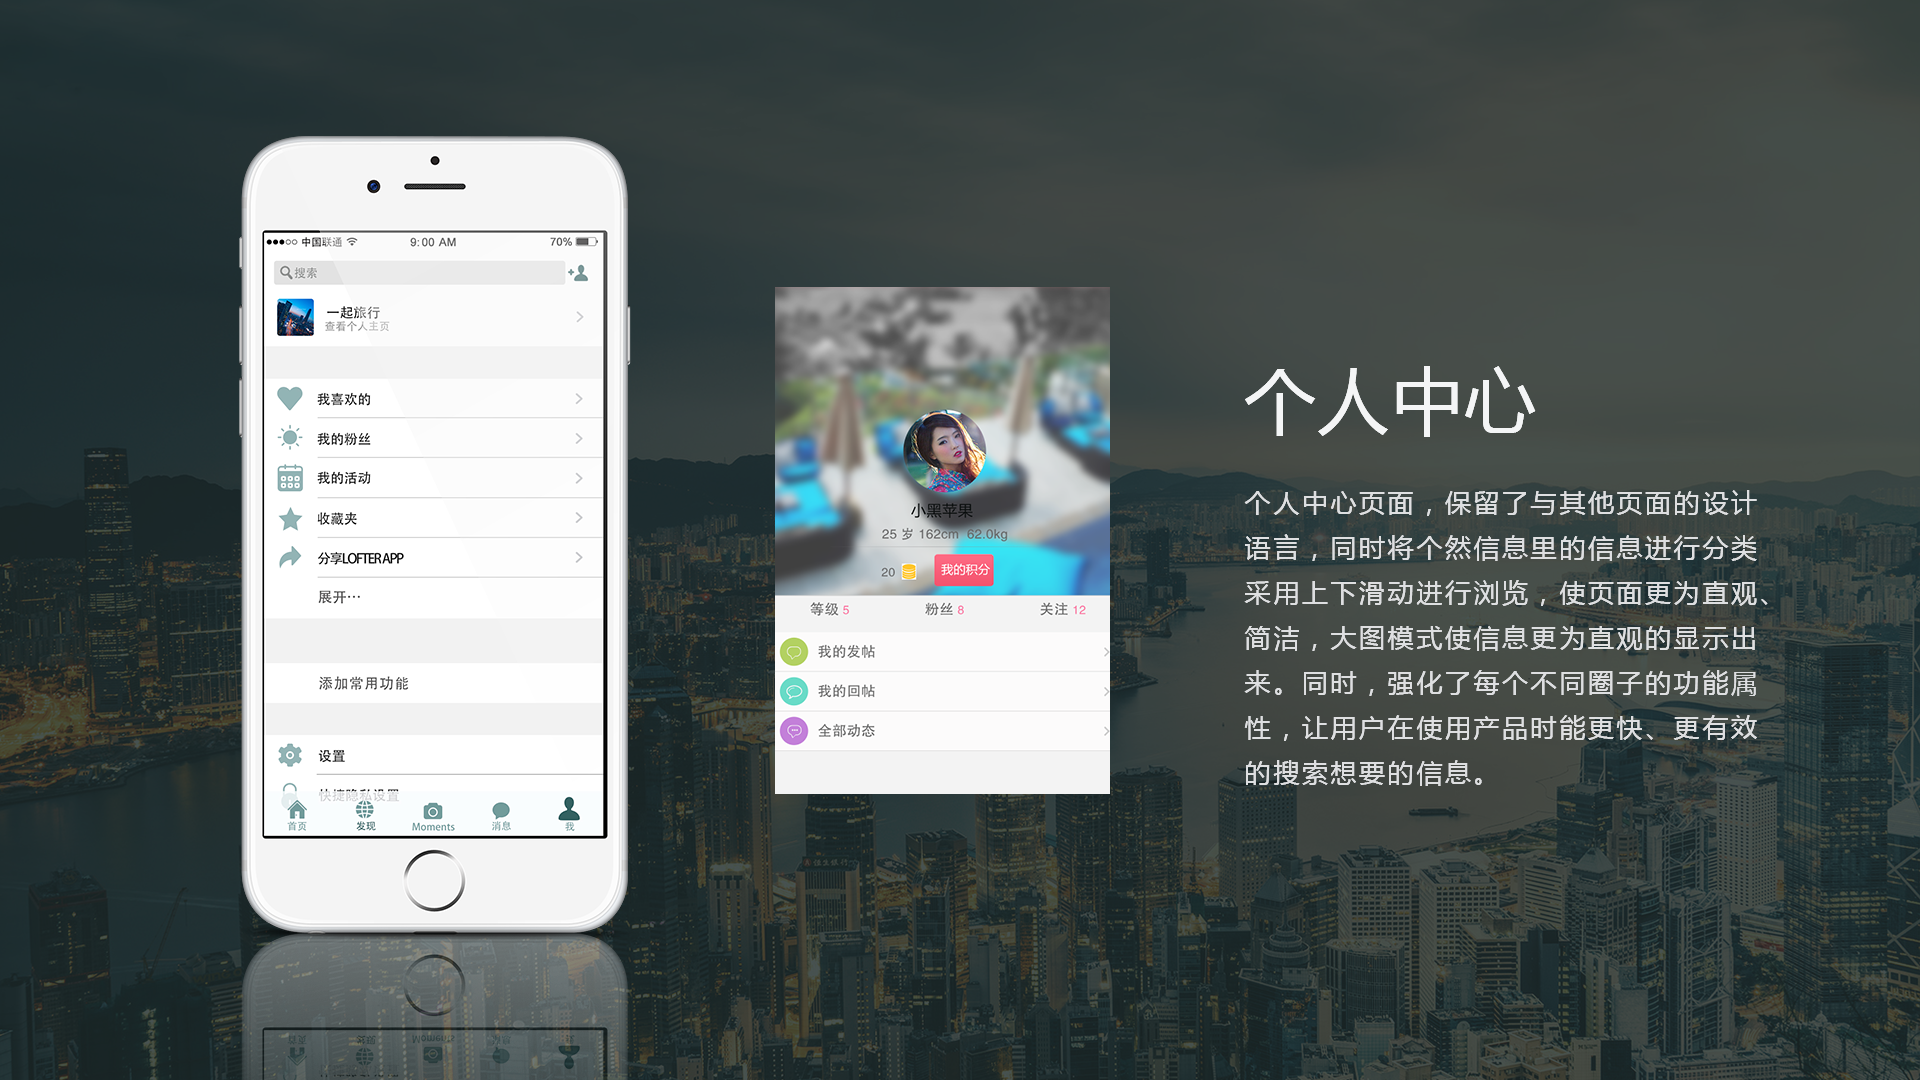 中国联通
9:00 AM
70%
搜索
一起旅行
查看个人主页
我喜欢的
我的粉丝
我的活动
收藏夹
分享LOFTER APP
展开···
添加常用功能
设置
快捷隐私设置
首页
发现
Moments
消息
我
小黑苹果
25 岁 162cm 62.0kg
20
我的积分
等级 5
粉丝 8
关注 12
我的发帖
我的回帖
全部动态
个人中心
个人中心页面，保留了与其他页面的设计
语言，同时将个然信息里的信息进行分类
采用上下滑动进行浏览，使页面更为直观、
简洁，大图模式使信息更为直观的显示出
来。同时，强化了每个不同圈子的功能属
性，让用户在使用产品时能更快、更有效
的搜索想要的信息。